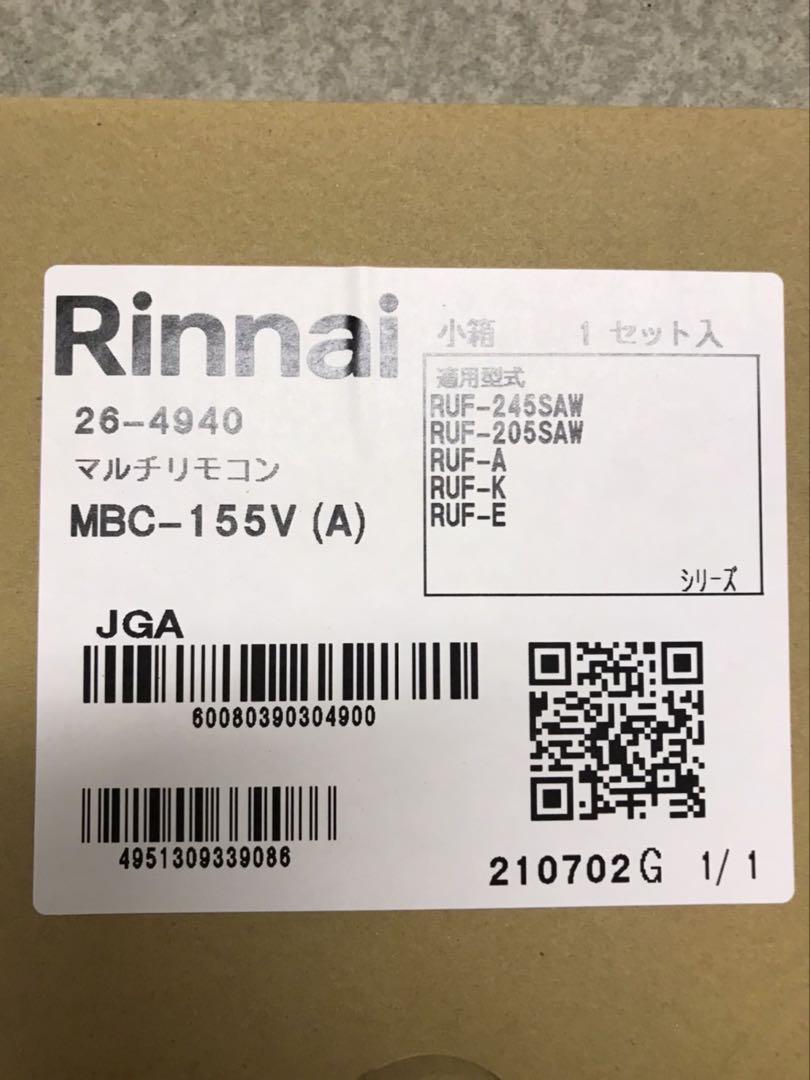 Rinnai
小箱 1 セット入
26-4940
マルチリモコン
MBC-155V (A)
適用型式
RUF-245SAW
RUF-205SAW
RUF-A
RUF-K
RUF-E
シリーズ
JGA
60080390304900
4951309339086
210702G 1/1